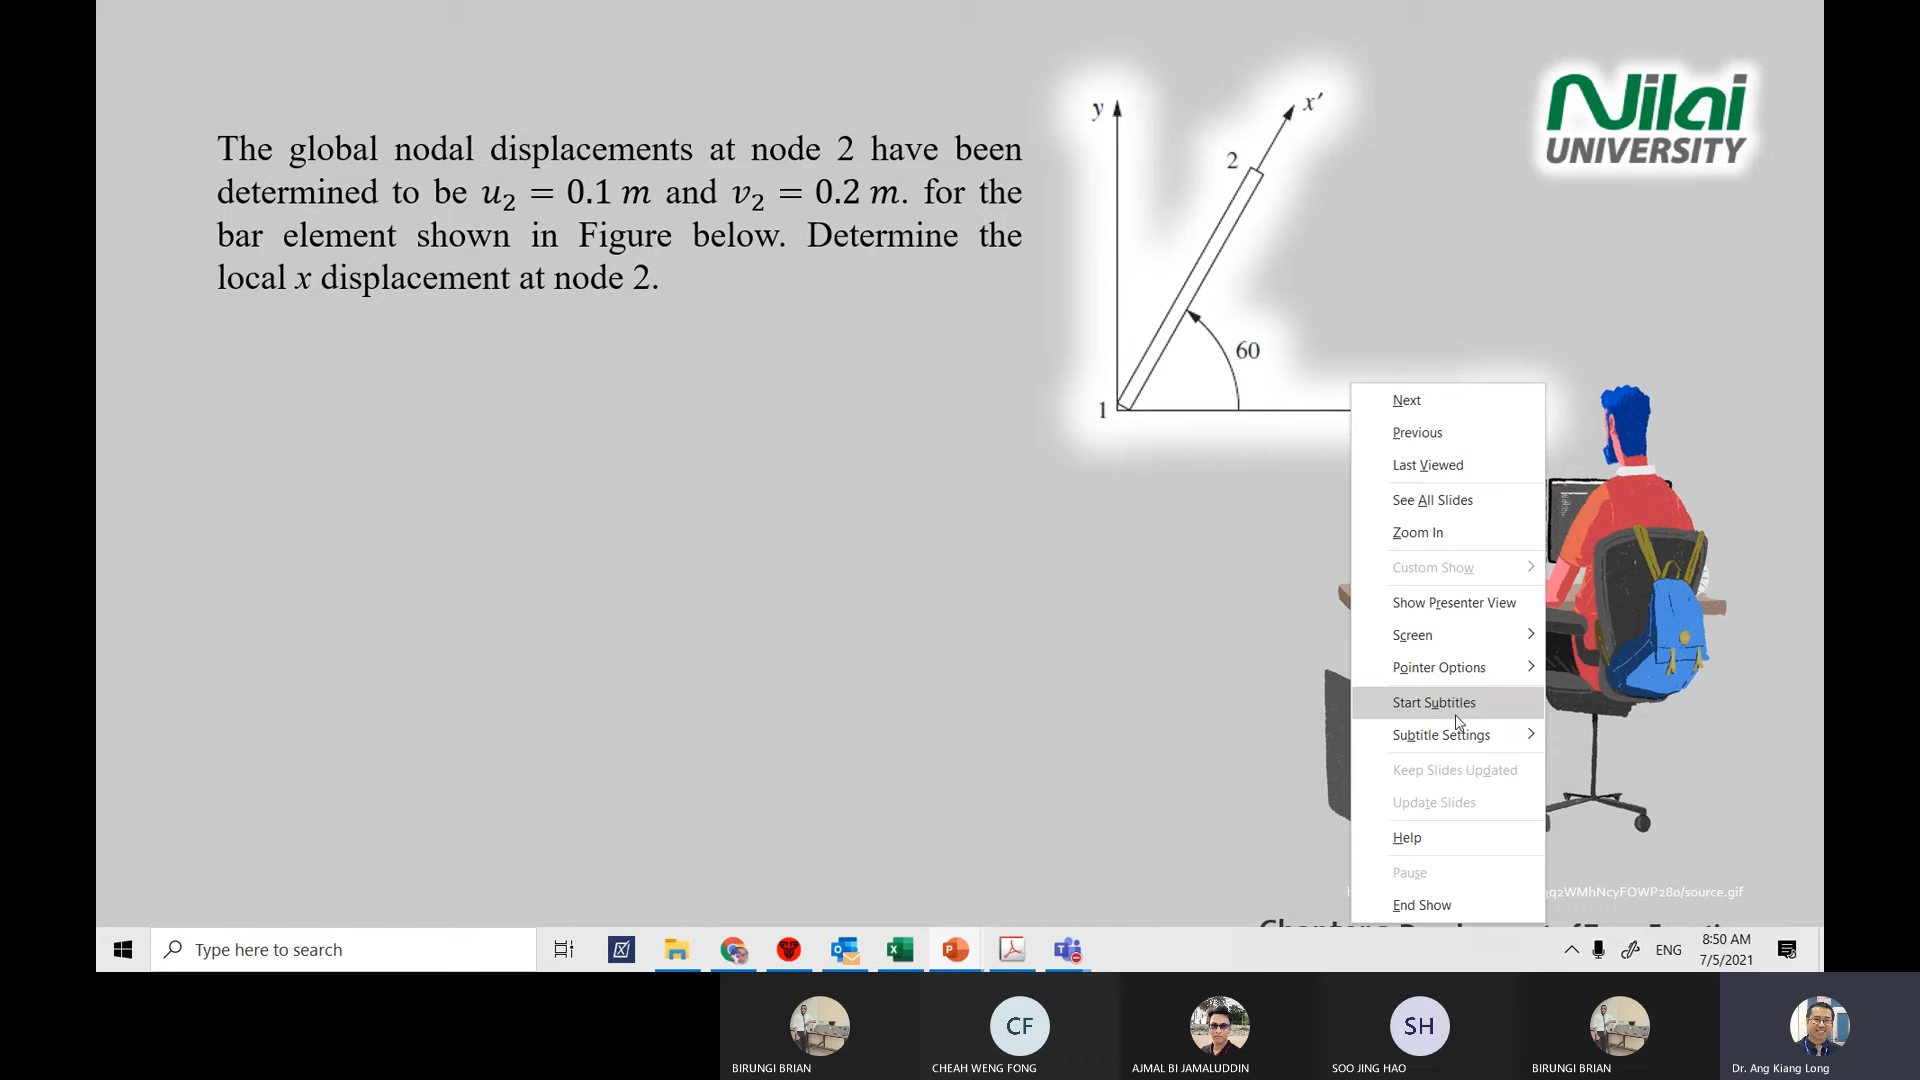 The global nodal displacements at node 2 have been
determined to be u₂ = 0.1 m and v₂ = 0.2 m. for the
bar element shown in Figure below. Determine the
local x displacement at node 2.
y
x′
2
60
1
Nilai
UNIVERSITY
Next
Previous
Last Viewed
See All Slides
Zoom In
Custom Show
Show Presenter View
Screen
Pointer Options
Start Subtitles
Subtitle Settings
Keep Slides Updated
Update Slides
Help
Pause
End Show
q2WMhNcyFOWP280/source.gif
Type here to search
ENG
8:50 AM
7/5/2021
CF
SH
BIRUNGI BRIAN
CHEAH WENG FONG
AJMAL BI JAMALUDDIN
SOO JING HAO
BIRUNGI BRIAN
Dr. Ang Kiang Long